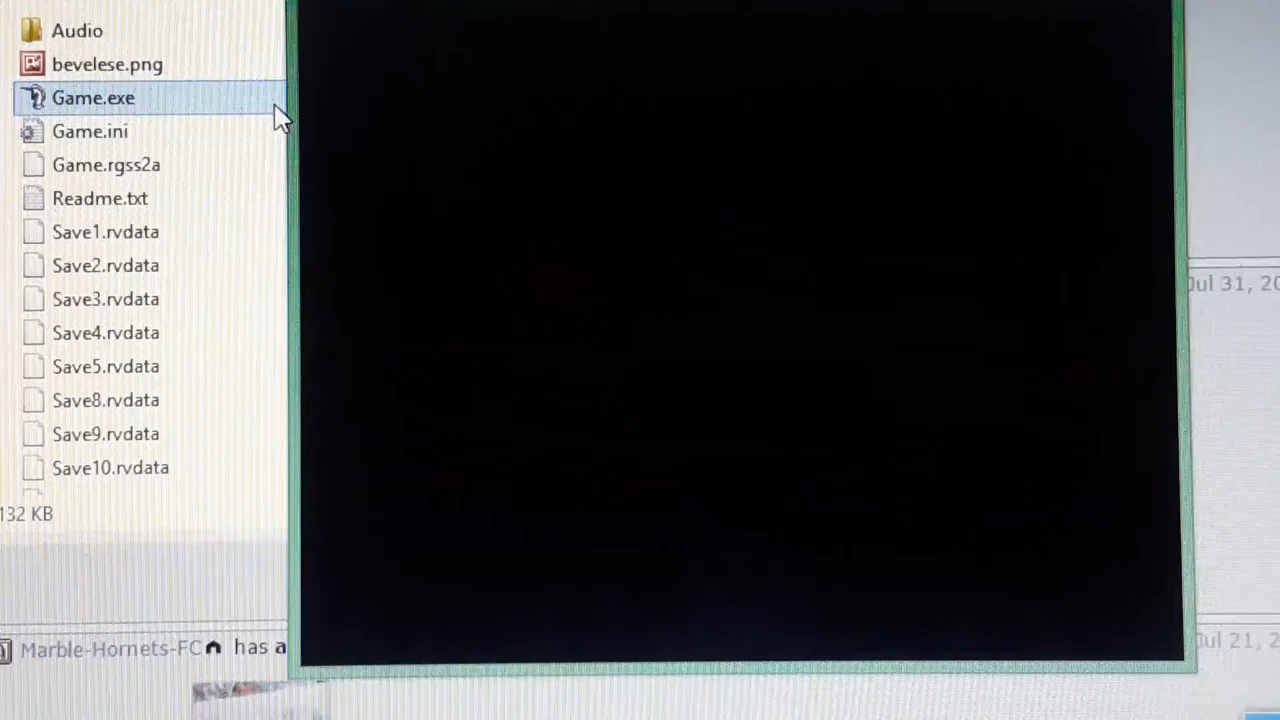 Audio
bevelese.png
Game.exe
Game.ini
Game.rgss2a
Readme.txt
Save1.rvdata
Save2.rvdata
Save3.rvdata
Save4.rvdata
Save5.rvdata
Save8.rvdata
Save9.rvdata
Save10.rvdata
132 KB
Jul 31, 20
Marble-Hornets-FC has a
Jul 21, 2